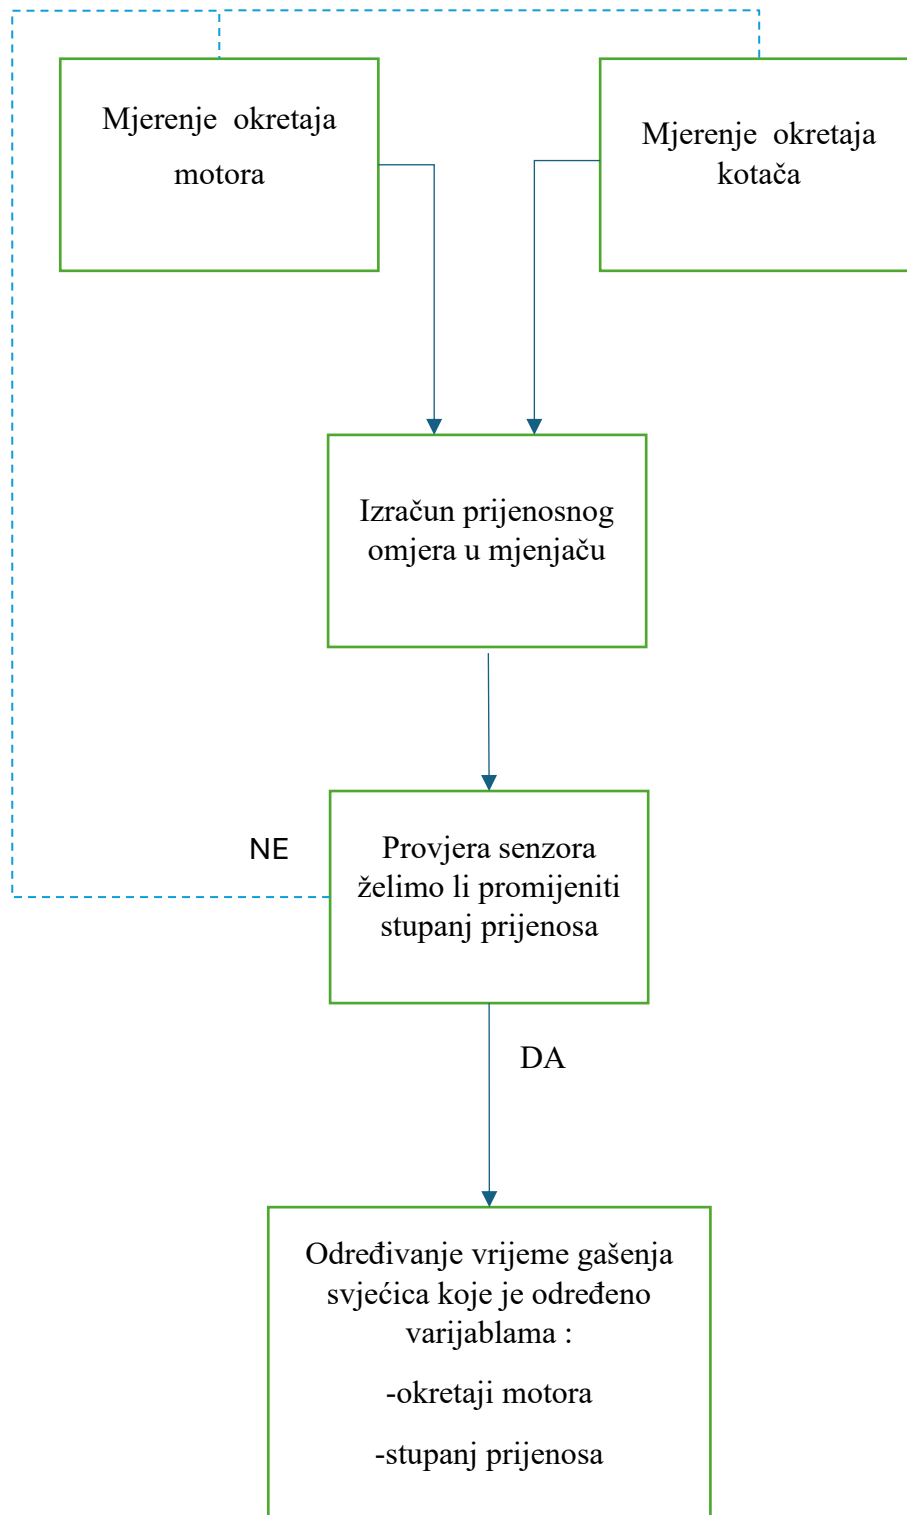 Mjerenje okretaja
motora
Mjerenje okretaja
kotača
Izračun prijenosnog
omjera u mjenjaču
NE
Provjera senzora
želimo li promijeniti
stupanj prijenosa
DA
Određivanje vrijeme gašenja
svjećica koje je određeno
varijablama :
-okretaji motora
-stupanj prijenosa